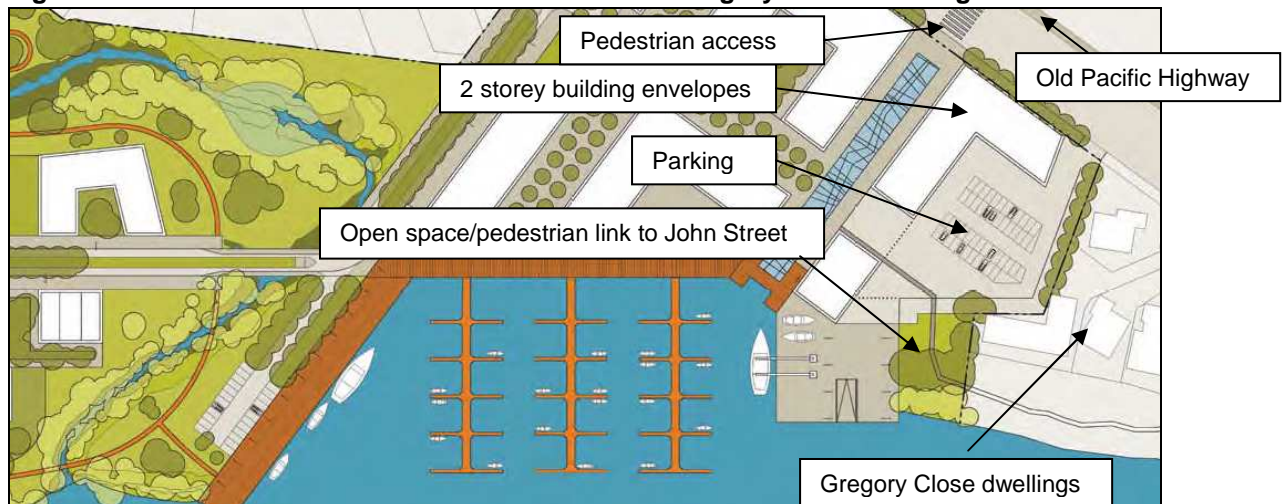 Pedestrian access
Old Pacific Highway
2 storey building envelopes
Parking
Open space/pedestrian link to John Street
Gregory Close dwellings